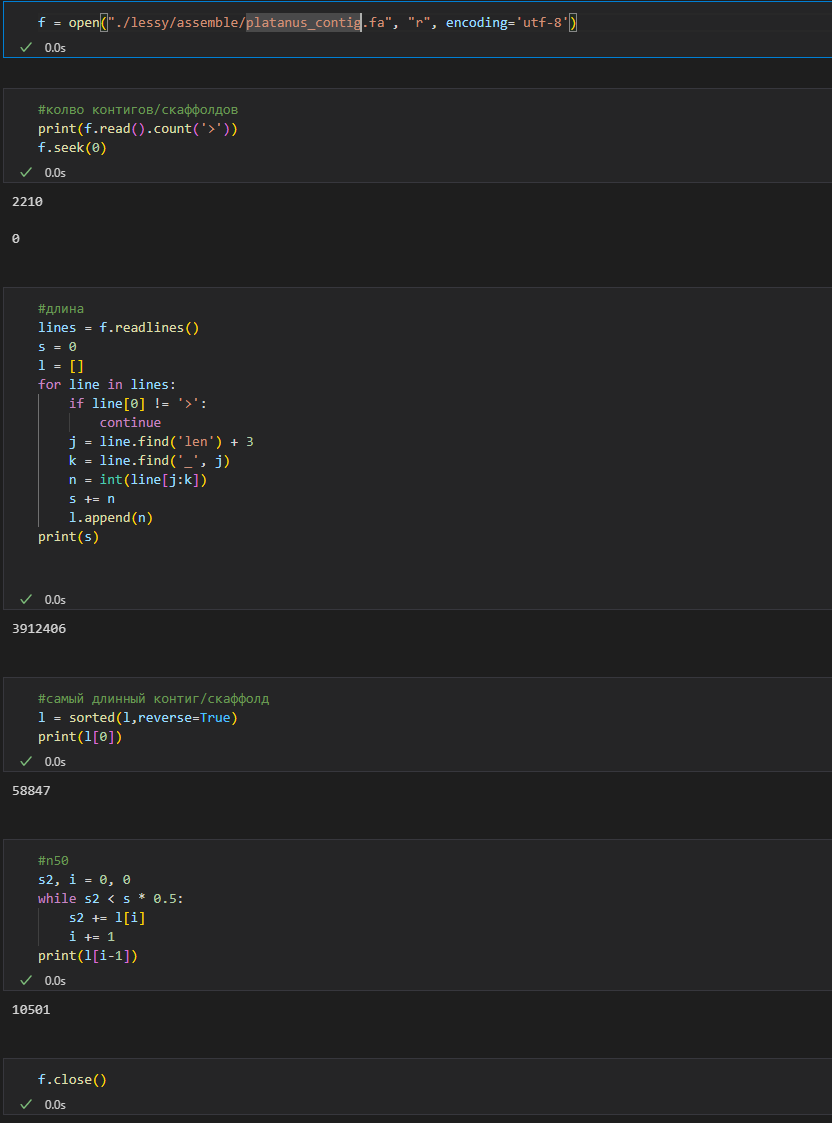 f = open("./lessy/assemble/platanus_contig.fa", "r", encoding='utf-8')
0.0s
#колво контигов/скаффолдов
print(f.read().count('>'))
f.seek(0)
0.0s
2210
0
#длина
lines = f.readlines()
s = 0
l = []
for line in lines:
    if line[0] != '>':
        continue
    j = line.find('len') + 3
    k = line.find('_', j)
    n = int(line[j:k])
    s += n
    l.append(n)
print(s)
0.0s
3912406
#самый длинный контиг/скаффолд
l = sorted(l,reverse=True)
print(l[0])
0.0s
58847
#n50
s2, i = 0, 0
while s2 < s * 0.5:
    s2 += l[i]
    i += 1
print(l[i-1])
0.0s
10501
f.close()
0.0s